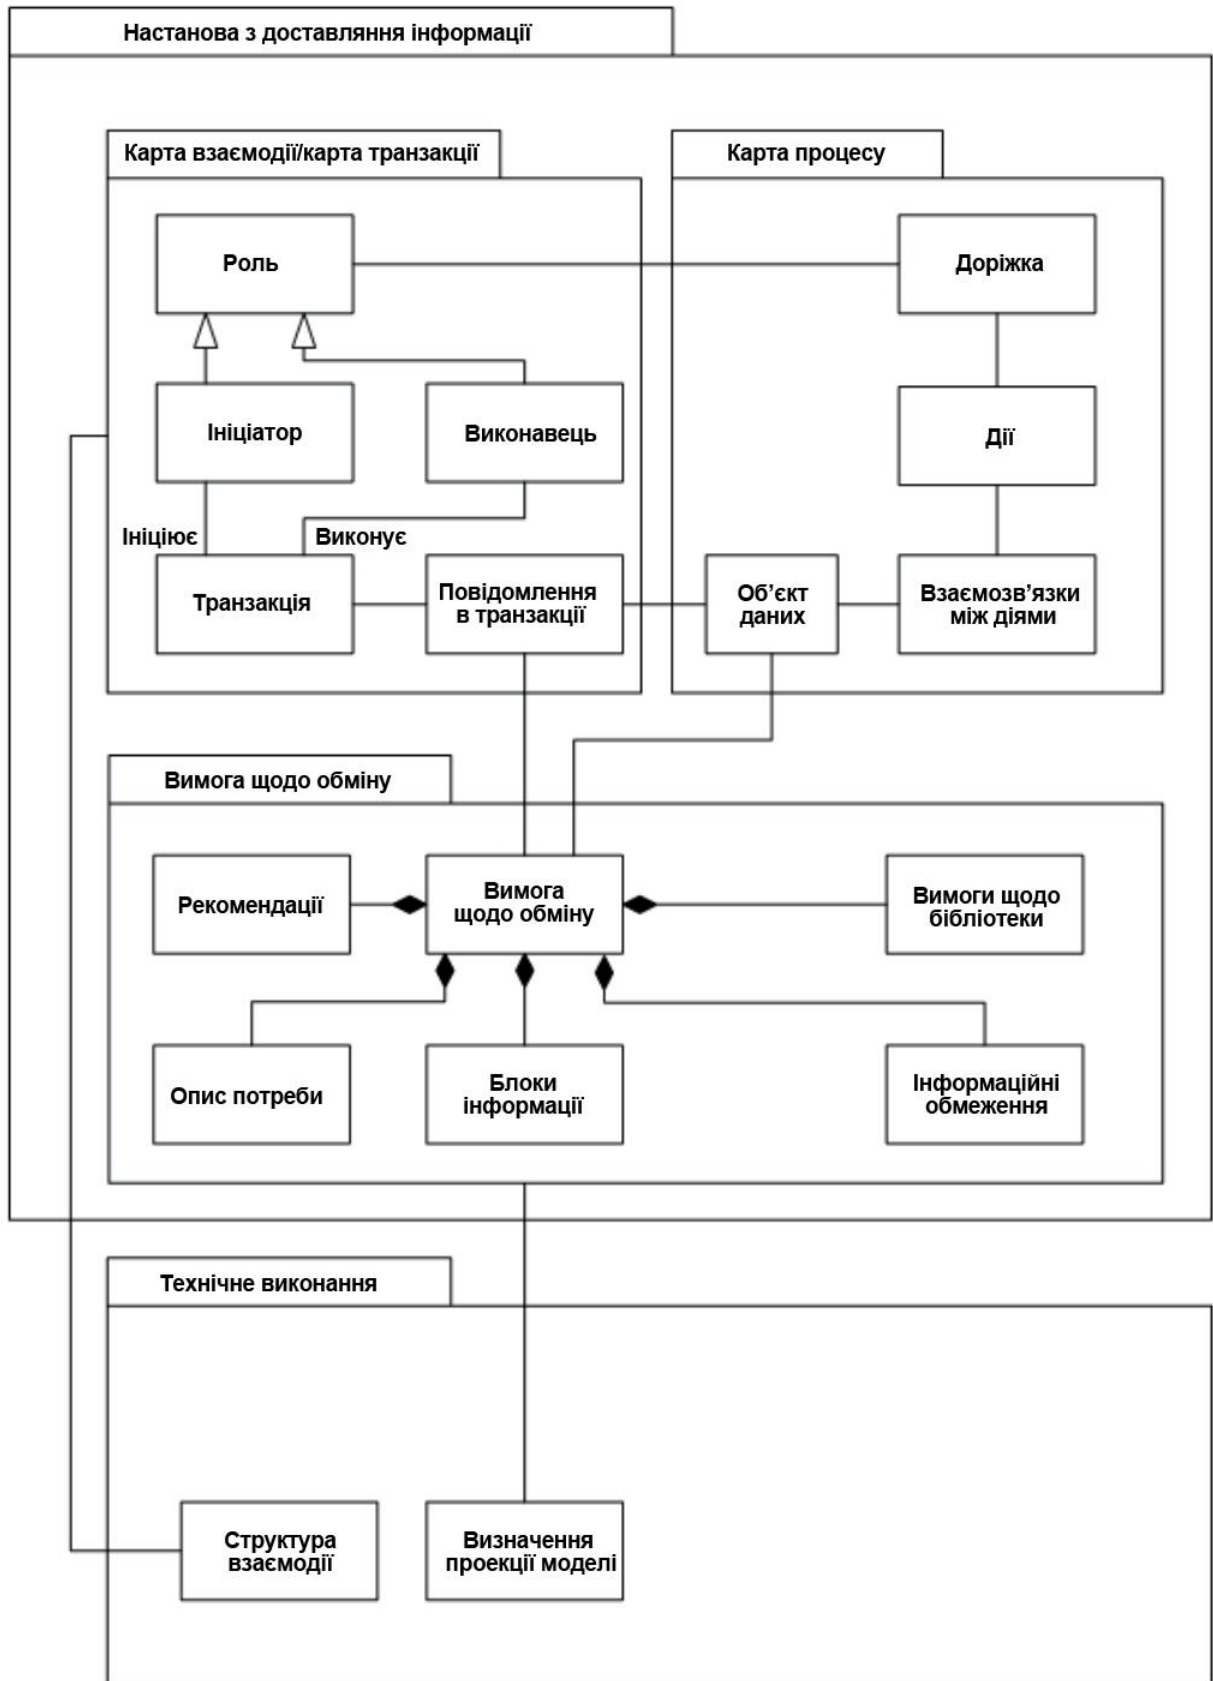 Настанова з доставляння інформації
Карта взаємодії/карта транзакції
Карта процесу
Роль
Доріжка
Ініціатор
Виконавець
Дії
Ініціює
Виконує
Транзакція
Повідомлення
в транзакції
Об’єкт
даних
Взаємозв’язки
між діями
Вимога щодо обміну
Рекомендації
Вимога
щодо обміну
Вимоги щодо
бібліотеки
Опис потреби
Блоки
інформації
Інформаційні
обмеження
Технічне виконання
Структура
взаємодії
Визначення
проекції моделі